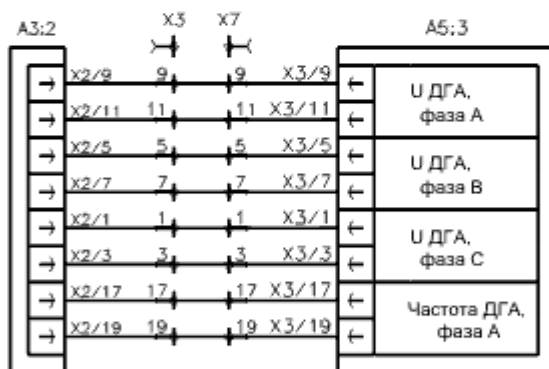 А3:2 X3 X7 А5:3
X2/9 9 9 X3/9
U ДГА,
фаза А
X2/11 11 11 X3/11
X2/5 5 5 X3/5
U ДГА,
фаза В
X2/7 7 7 X3/7
X2/1 1 1 X3/1
U ДГА,
фаза С
X2/3 3 3 X3/3
X2/17 17 17 X3/17
Частота ДГА,
фаза А
X2/19 19 19 X3/19